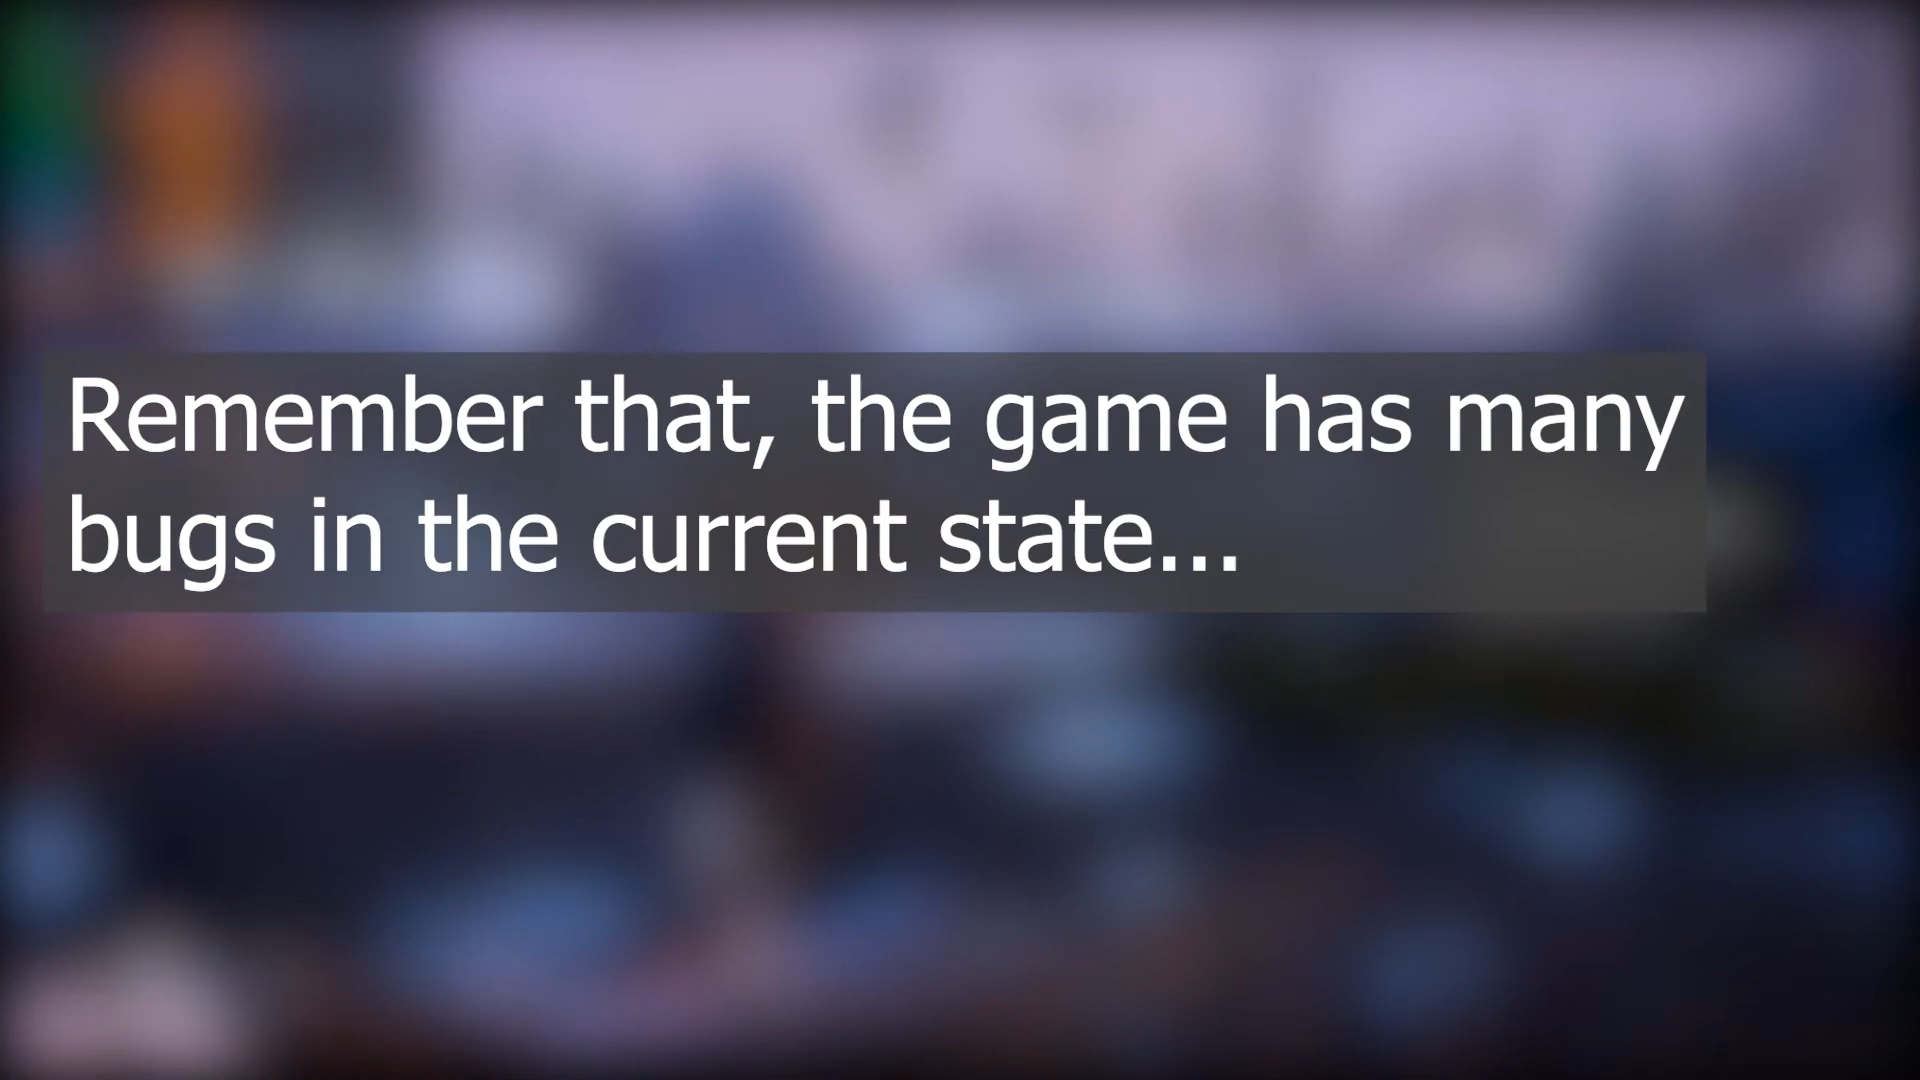 Remember that, the game has many
bugs in the current state...